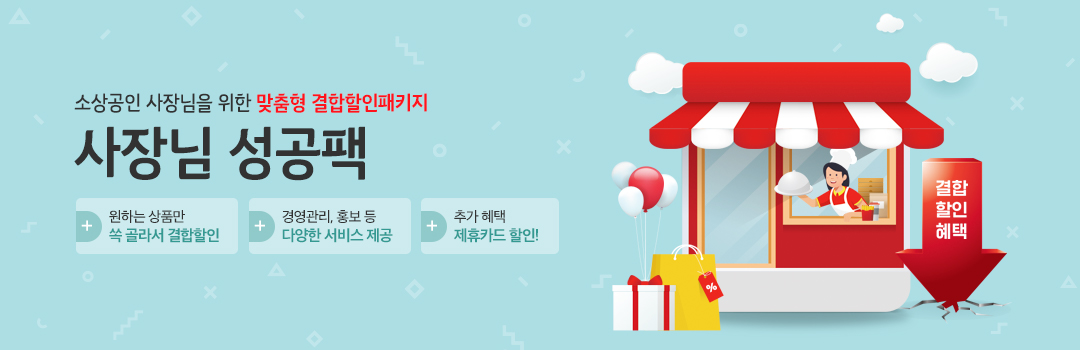 소상공인 사장님을 위한 맞춤형 결합할인패키지
사장님 성공팩
+ 원하는 상품만
쏙 골라서 결합할인
+ 경영관리, 홍보 등
다양한 서비스 제공
+ 추가 혜택
제휴카드 할인!
결합
할인
혜택
%